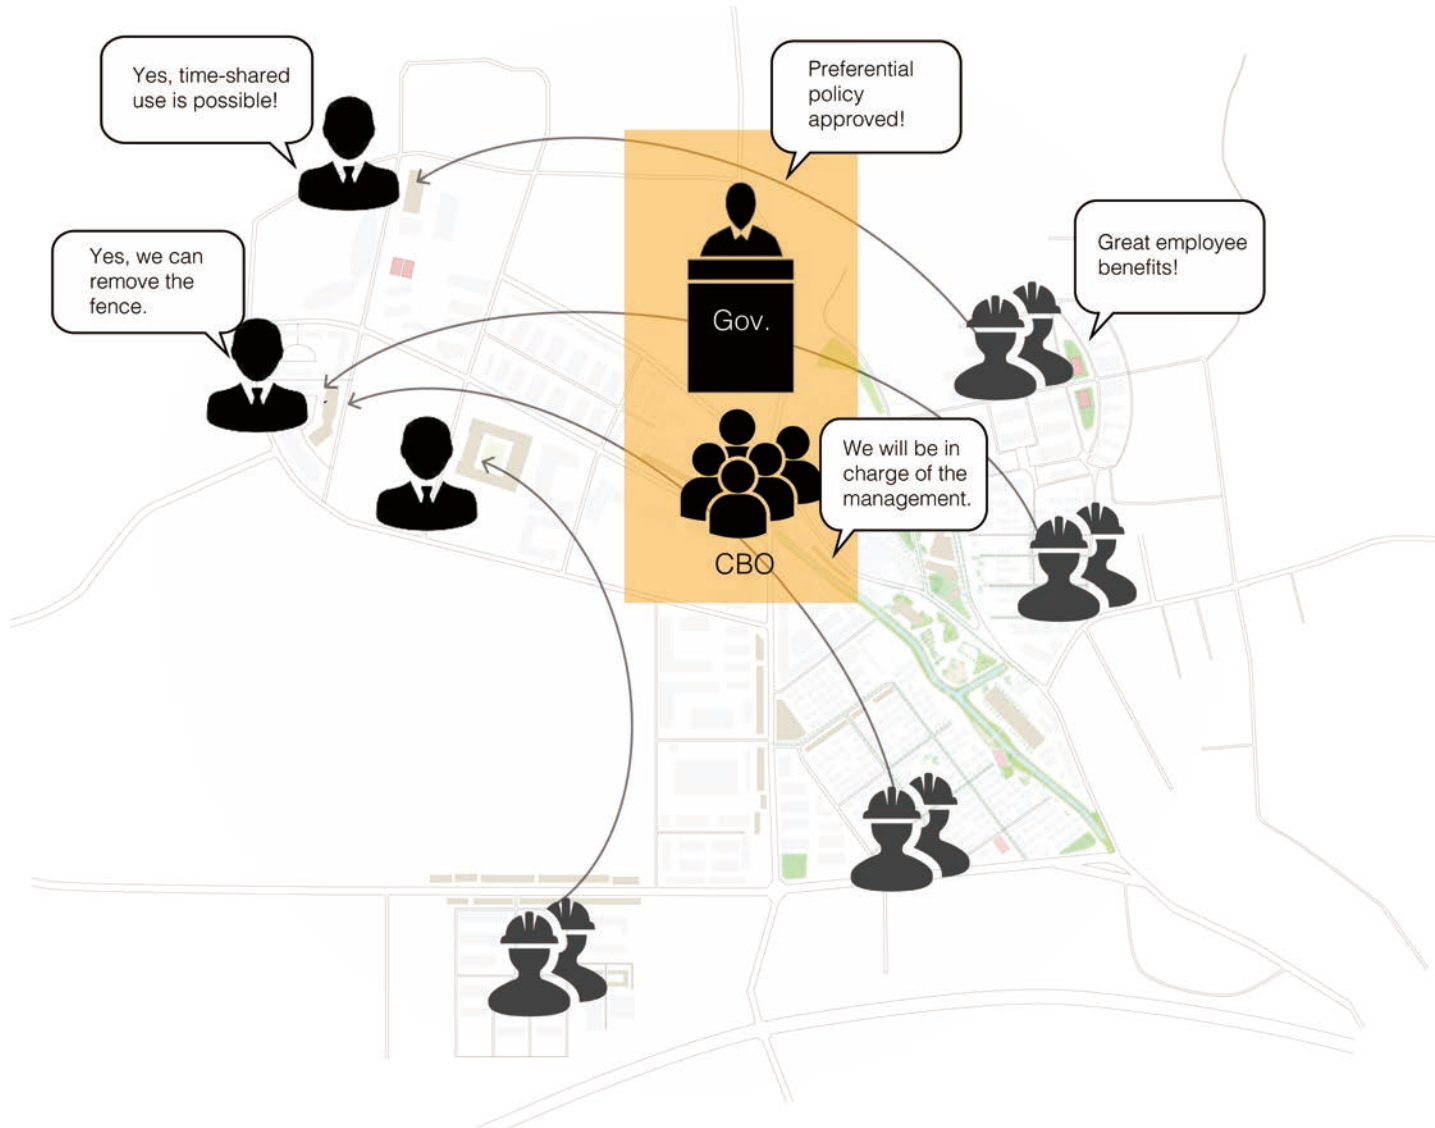 Yes, time-shared
use is possible!
Preferential
policy
approved!
Yes, we can
remove the
fence.
Great employee
benefits!
Gov.
We will be in
charge of the
management.
CBO